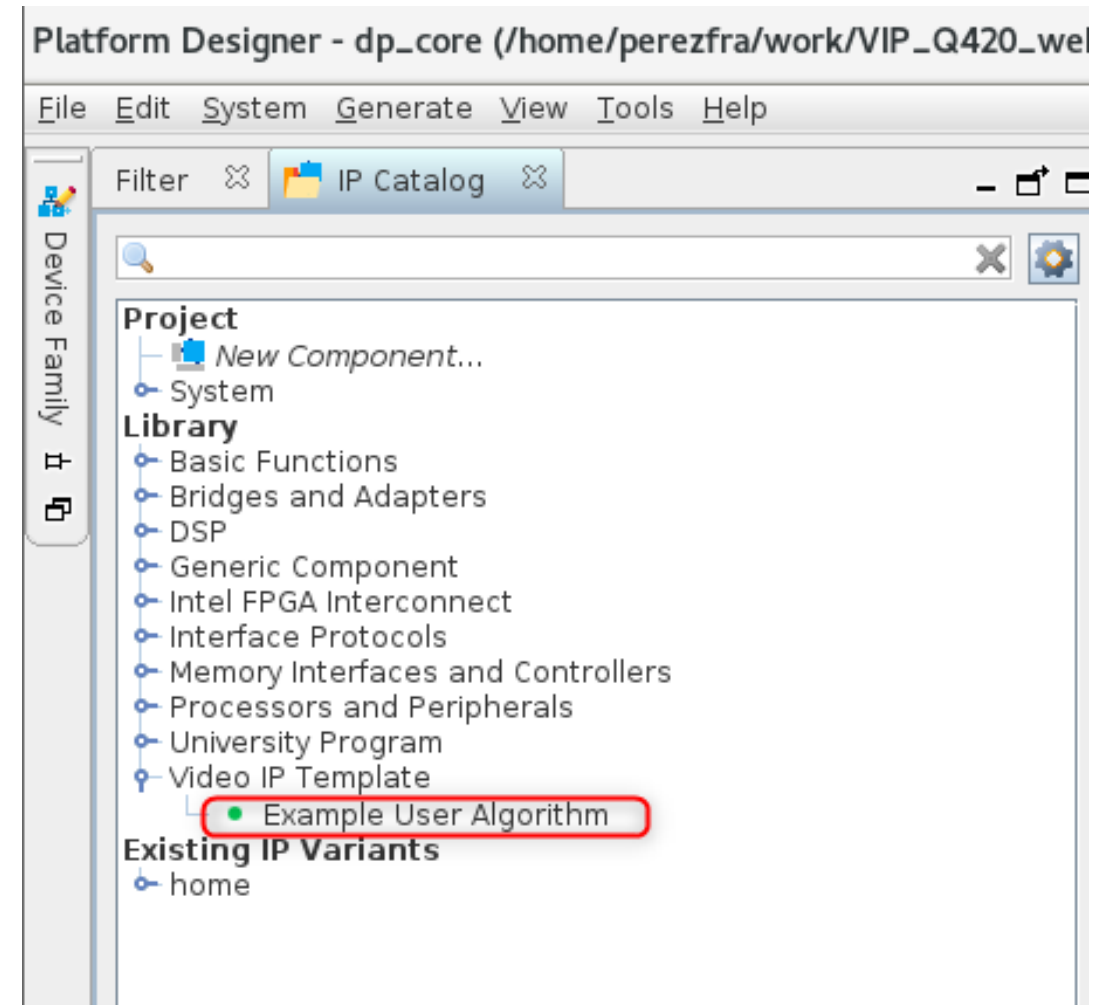 Platform Designer - dp_core (/home/perezfra/work/VIP_Q420_we
File Edit System Generate View Tools Help
Filter IP Catalog
Device Family
Project
New Component...
System
Library
Basic Functions
Bridges and Adapters
DSP
Generic Component
Intel FPGA Interconnect
Interface Protocols
Memory Interfaces and Controllers
Processors and Peripherals
University Program
Video IP Template
Example User Algorithm
Existing IP Variants
home